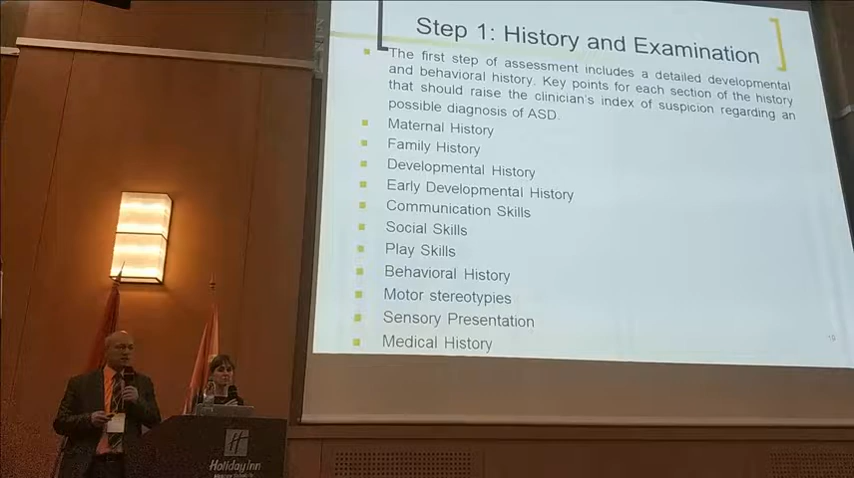 Step 1: History and Examination
The first step of assessment includes a detailed developmental
and behavioral history. Key points for each section of the history
that should raise the clinician's index of suspicion regarding an
possible diagnosis of ASD.
Maternal History
Family History
Developmental History
Early Developmental History
Communication Skills
Social Skills
Play Skills
Behavioral History
Motor stereotypies
Sensory Presentation
Medical History
H
Holiday Inn